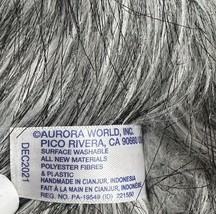 ©AURORA WORLD, INC.
PICO RIVERA, CA 90660
SURFACE WASHABLE
ALL NEW MATERIALS
POLYESTER FIBRES
& PLASTIC
HANDMADE IN CIANJUR, INDONESIA
FAIT À LA MAIN EN CIANJUR, INDONESIA
REG. NO. PA-19549 (ID) 221550
DEC2021